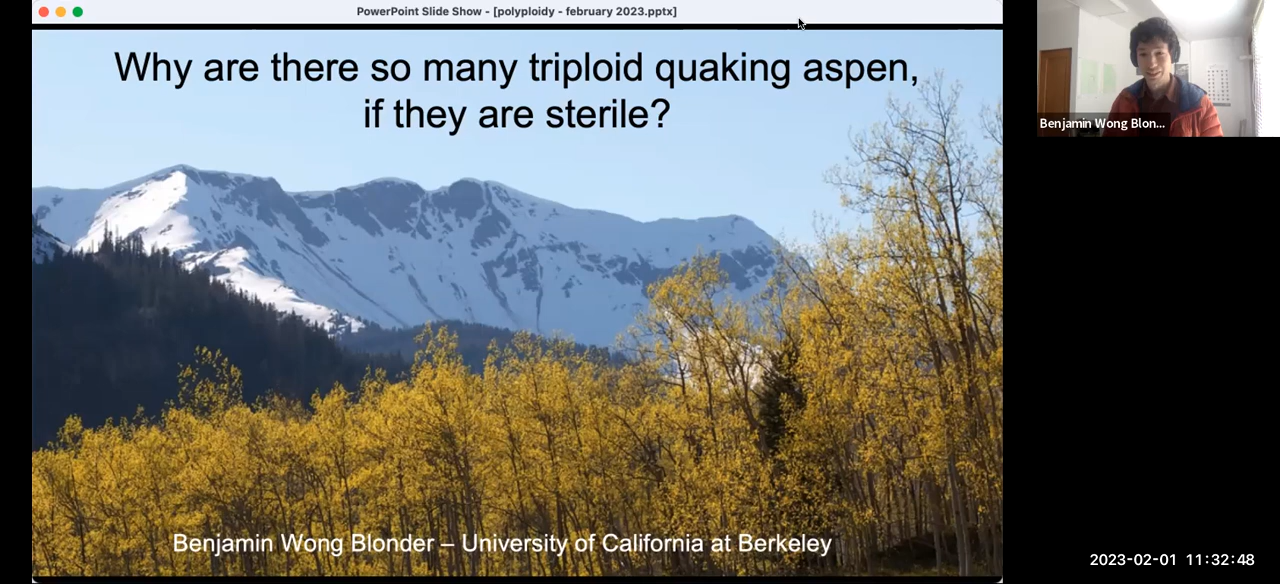 PowerPoint Slide Show - [polyploidy - february 2023.pptx]
Why are there so many triploid quaking aspen,
if they are sterile?
Benjamin Wong Blonder – University of California at Berkeley
Benjamin Wong Blon...
2023-02-01 11:32:48